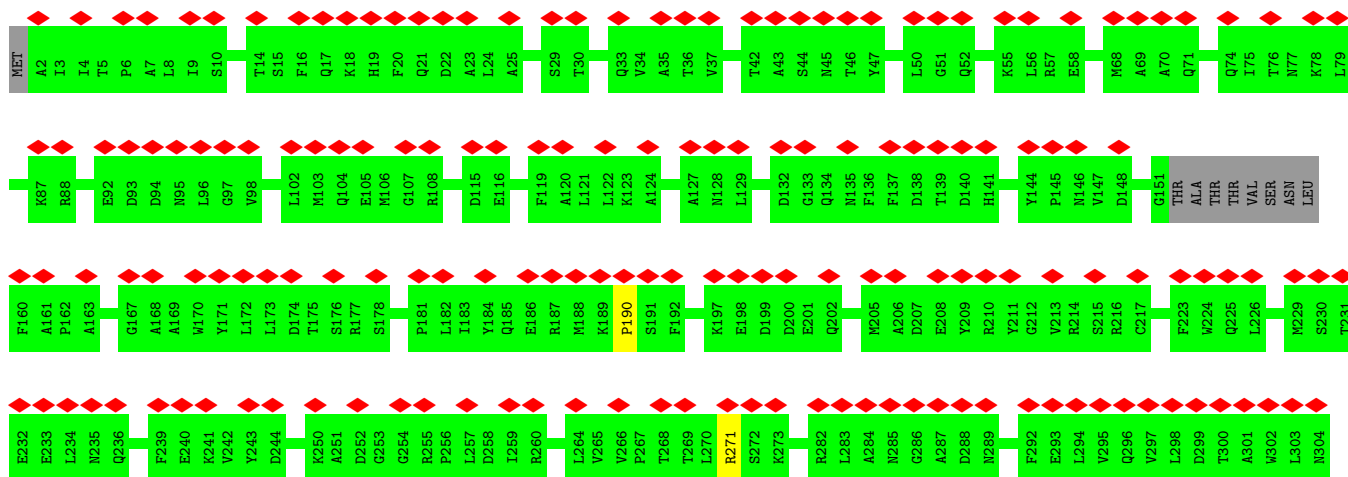 MET A2 I3 I4 T5 P6 A7 L8 I9 S10 T14 S15 F16 Q17 K18 H19 F20 Q21 D22 A23 L24 A25 S29 T30 Q33 V34 A35 T36 V37 T42 A43 S44 N45 T46 Y47 L50 G51 Q52 K55 L56 R57 E58 M68 A69 A70 Q71 Q74 I75 T76 N77 K78 L79
K87 R88 E92 D93 D94 N95 L96 G97 V98 L102 M103 Q104 E105 M106 G107 R108 D115 E116 F119 A120 L121 L122 K123 A124 A127 N128 L129 D132 G133 Q134 N135 F136 F137 D138 T139 D140 H141 Y144 P145 N146 V147 D148 G151 THR ALA THR THR VAL SER ASN LEU
F160 A161 P162 A163 G167 A168 A169 W170 Y171 L172 L173 D174 T175 S176 R177 S178 P181 L182 I183 Y184 Q185 E186 R187 M188 K189 P190 S191 F192 K197 E198 D199 D200 E201 Q202 M205 A206 D207 E208 Y209 R210 Y211 G212 V213 R214 S215 R216 C217 F223 W224 Q225 L226 M229 S230 T231
E232 E233 L234 N235 Q236 F239 E240 K241 V242 Y243 D244 K250 A251 D252 G253 G254 R255 P256 L257 D258 I259 R260 L264 V265 V266 P267 T268 T269 L270 R271 S272 K273 R282 L283 A284 N285 G286 A287 D288 N289 F292 E293 L294 V295 Q296 V297 L298 D299 T300 A301 W302 L303 N304